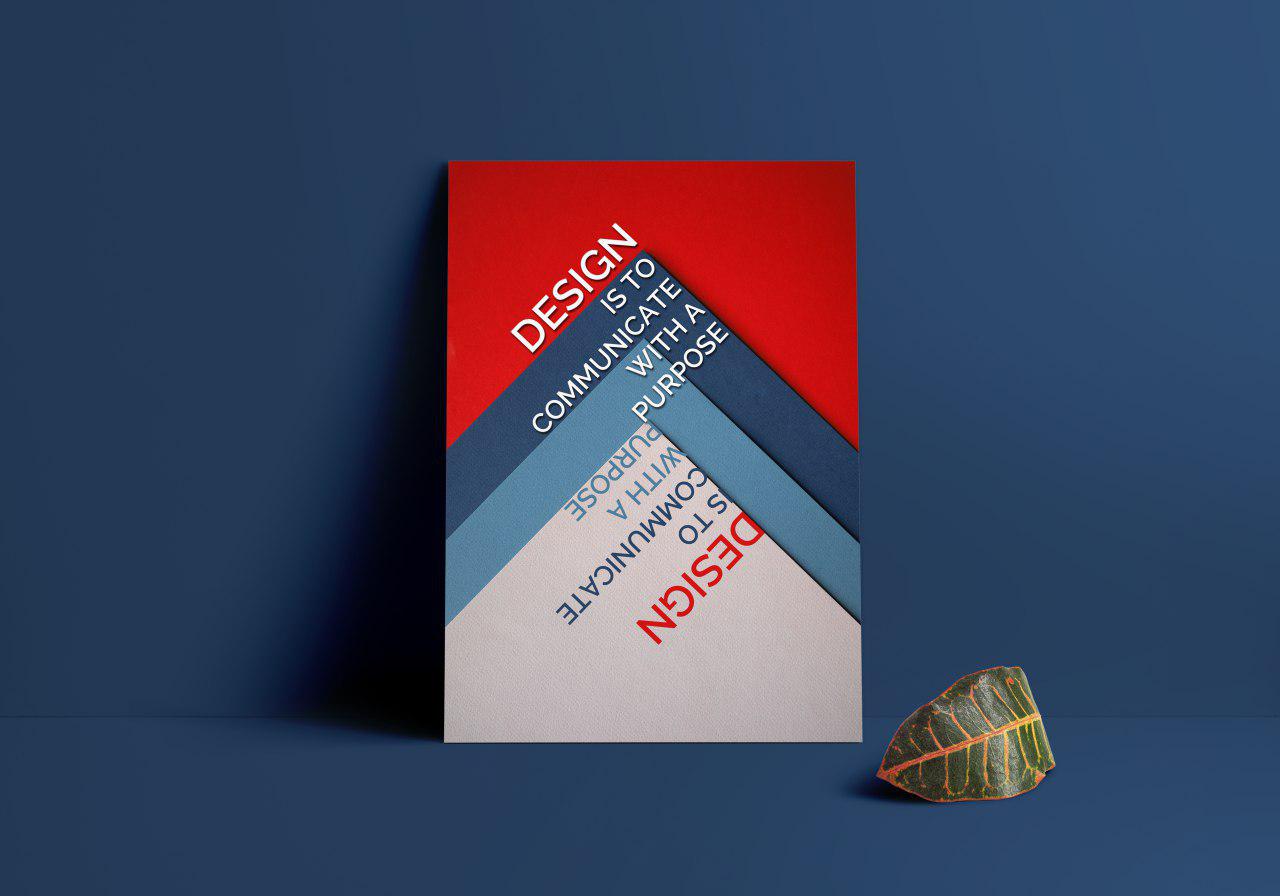 DESIGN
IS TO
COMMUNICATE
WITH A
PURPOSE
PURPOSE
WITH A
COMMUNICATE
IS TO
DESIGN